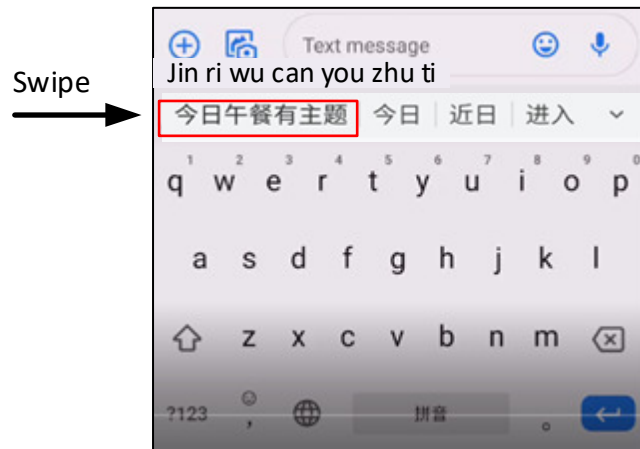 Text message
Jin ri wu can you zhu ti
Swipe
今日午餐有主题 今日 近日 进入
1 2 3 4 5 6 7 8 9 0
q w e r t y u i o p
a s d f g h j k l
z x c v b n m
?123 , 拼音 。